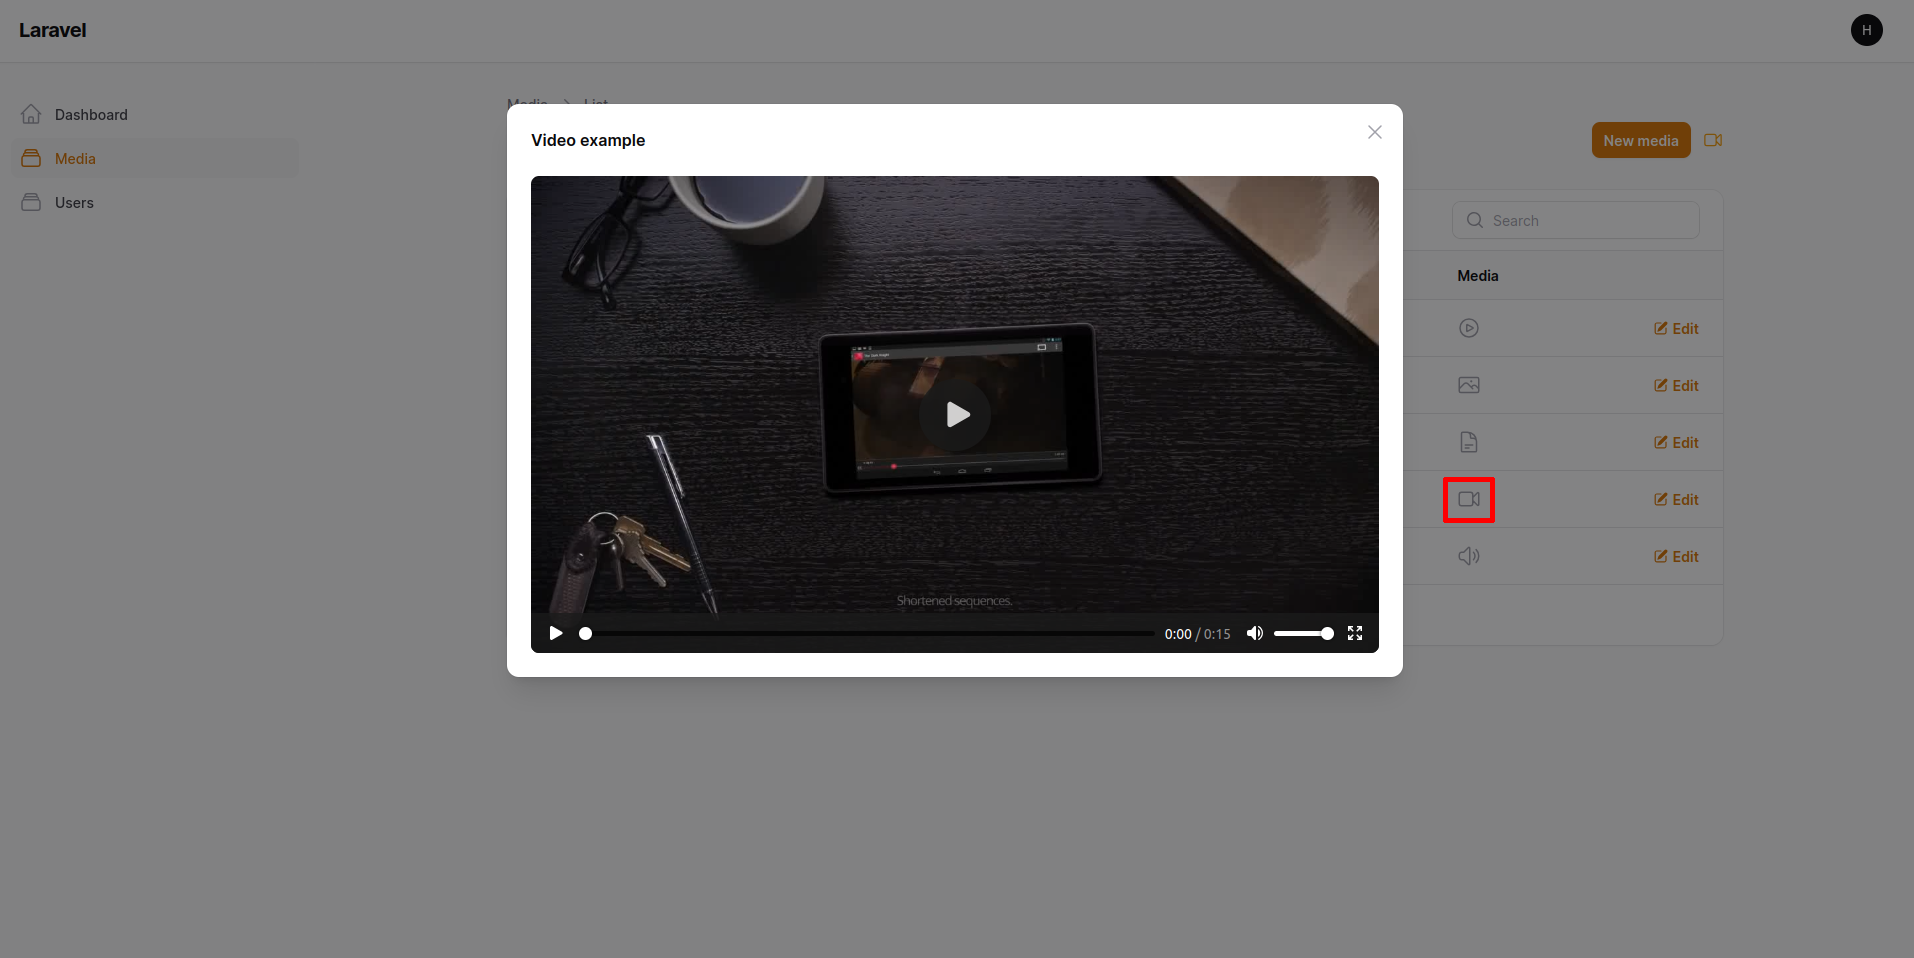 Laravel
H
Dashboard
Media
Users
Media > List
Video example
New media
Search
Media
Edit
Edit
Edit
Edit
Edit
Shortened sequences.
0:00 / 0:15